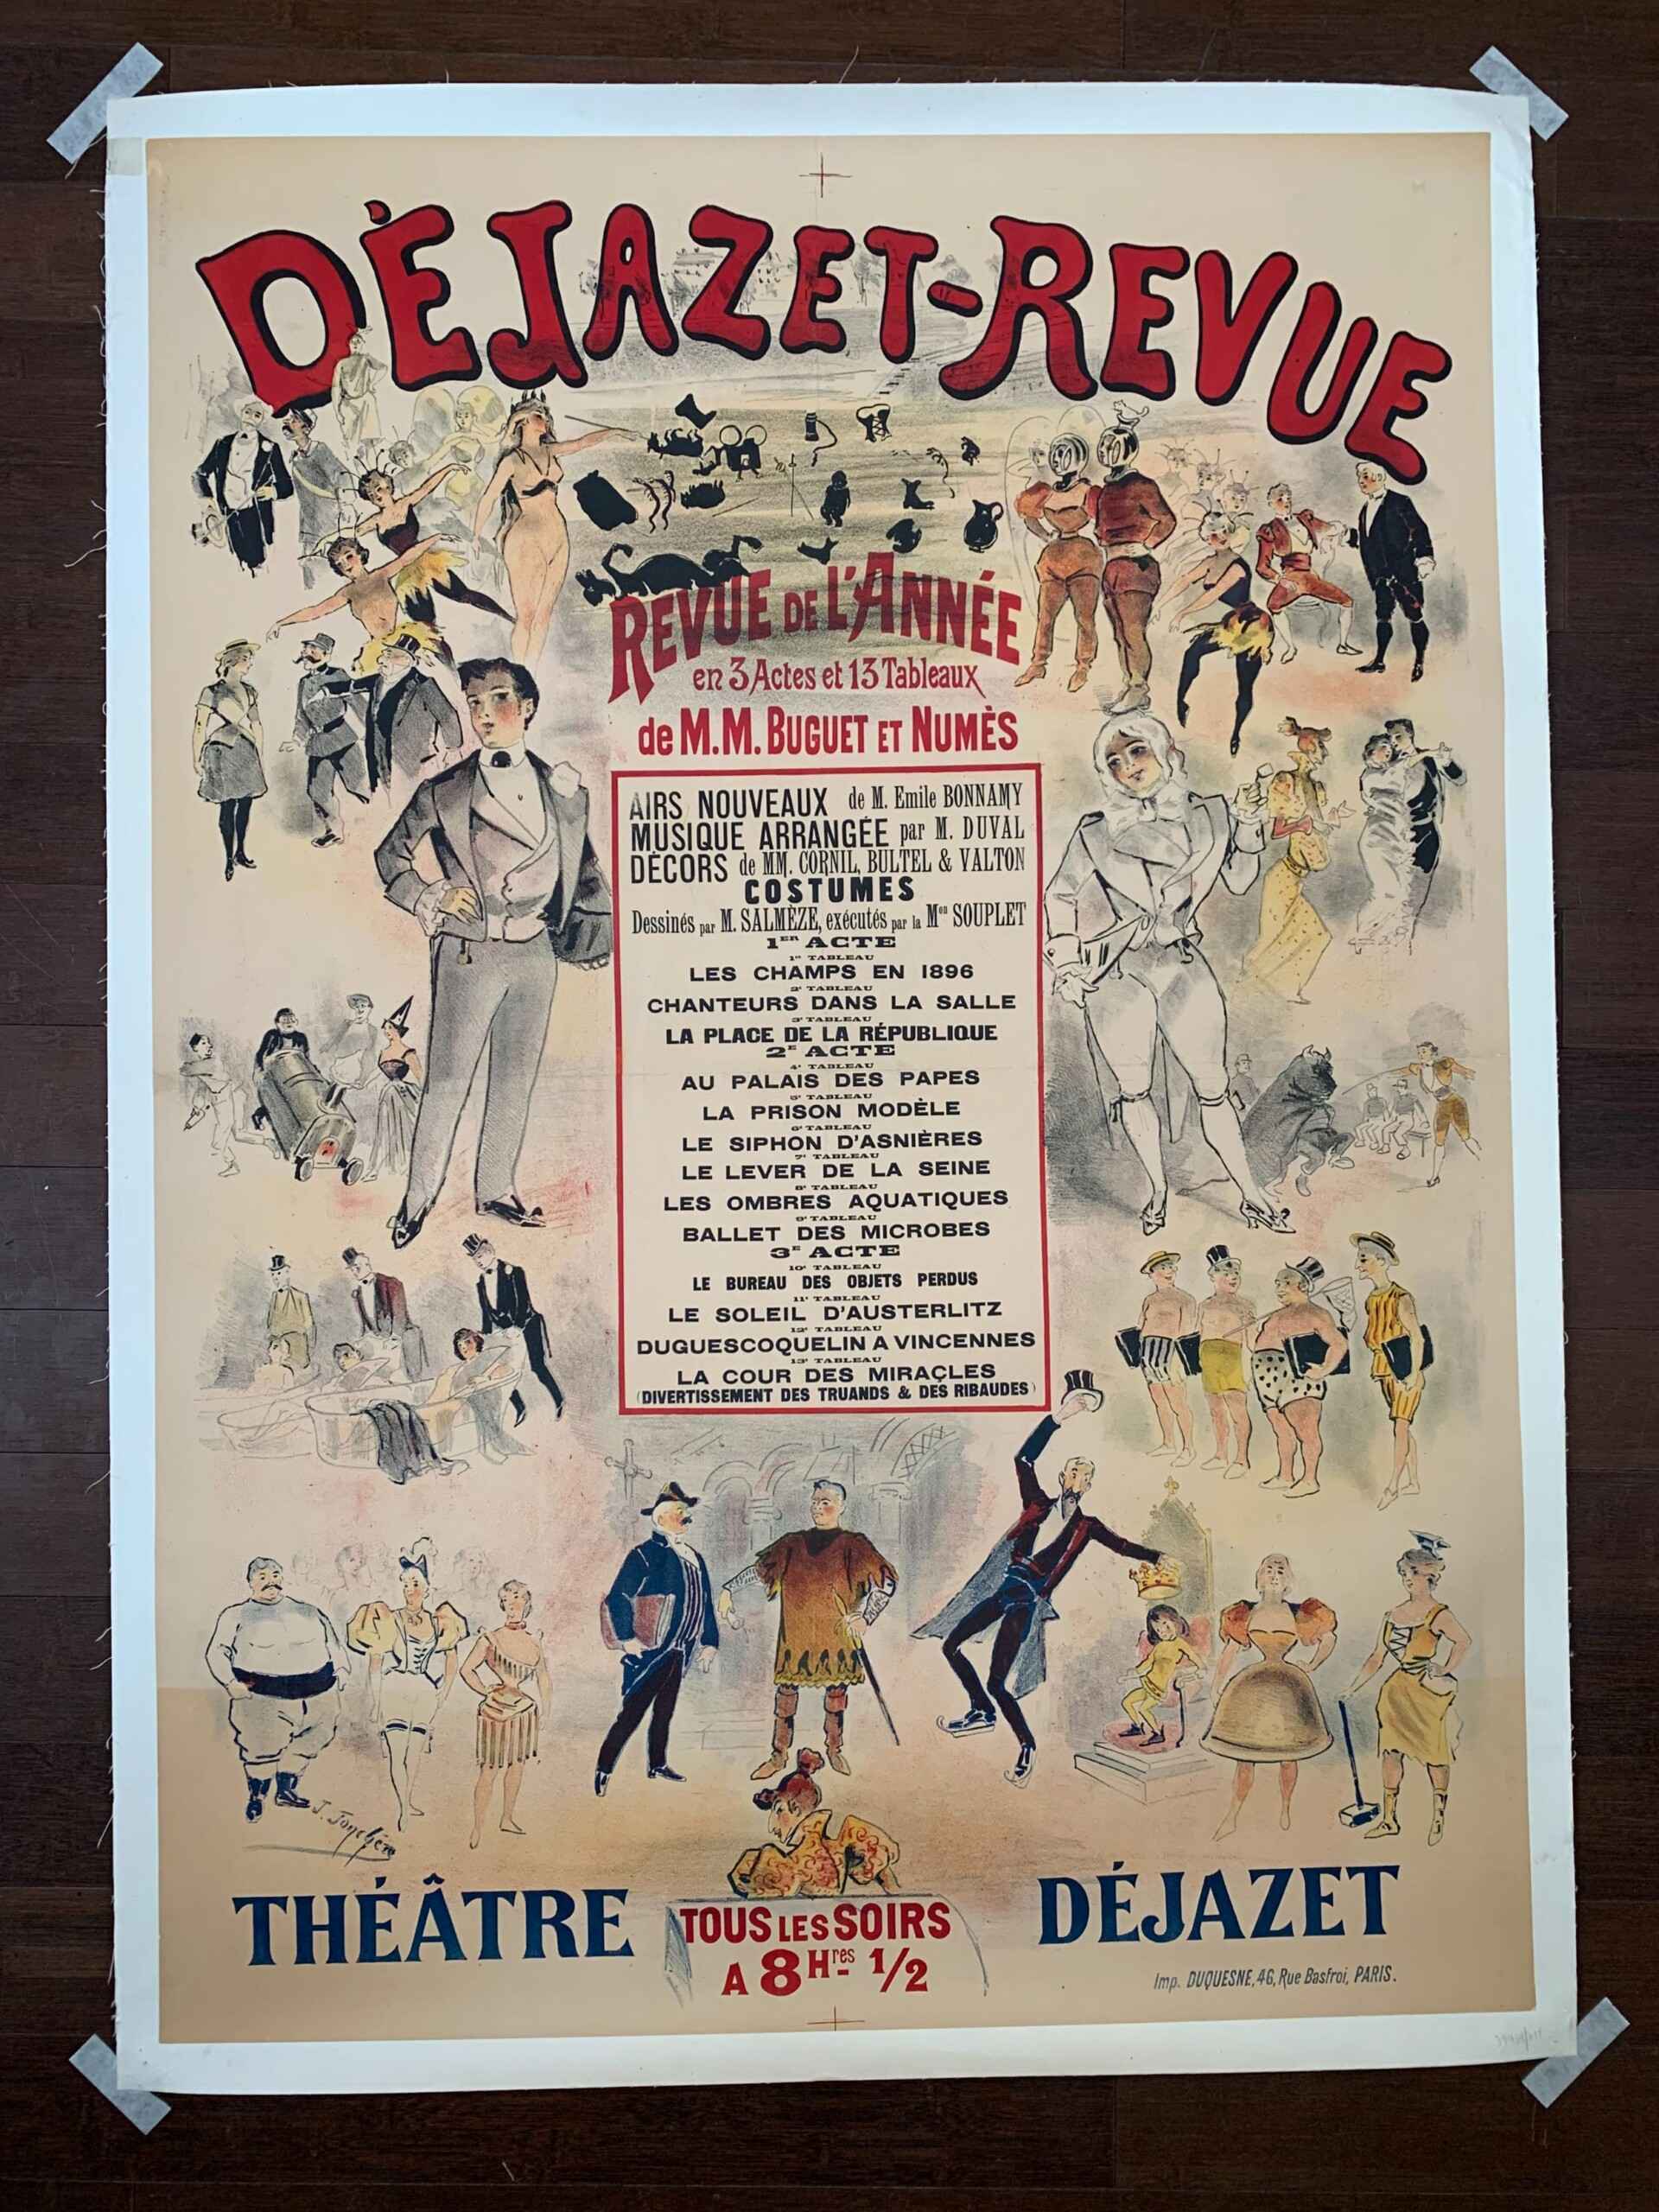 DÉJAZET-REVUE
REVUE DE L'ANNÉE
en 3 Actes et 13 Tableaux
de M.M. BUGUET ET NUMÈS
AIRS NOUVEAUX de M. Emile BONNAMY
MUSIQUE ARRANGÉE par M. DUVAL
DÉCORS de MM. CORNIL, BULTEL & VALTON
COSTUMES
Dessinés par M. SALMÈZE, exécutés par la Mon SOUPLET
1ER ACTE
1er TABLEAU
LES CHAMPS EN 1896
2e TABLEAU
CHANTEURS DANS LA SALLE
3e TABLEAU
LA PLACE DE LA RÉPUBLIQUE
2E ACTE
4e TABLEAU
AU PALAIS DES PAPES
5e TABLEAU
LA PRISON MODÈLE
6e TABLEAU
LE SIPHON D'ASNIÈRES
7e TABLEAU
LE LEVER DE LA SEINE
8e TABLEAU
LES OMBRES AQUATIQUES
9e TABLEAU
BALLET DES MICROBES
3E ACTE
10e TABLEAU
LE BUREAU DES OBJETS PERDUS
11e TABLEAU
LE SOLEIL D'AUSTERLITZ
12e TABLEAU
DUGUESCOQUELIN A VINCENNES
13e TABLEAU
LA COUR DES MIRACLES
(DIVERTISSEMENT DES TRUANDS & DES RIBAUDES)
THÉÂTRE DÉJAZET
TOUS LES SOIRS
A 8 Hres 1/2
Imp. DUQUESNE, 46, Rue Basfroi, PARIS.